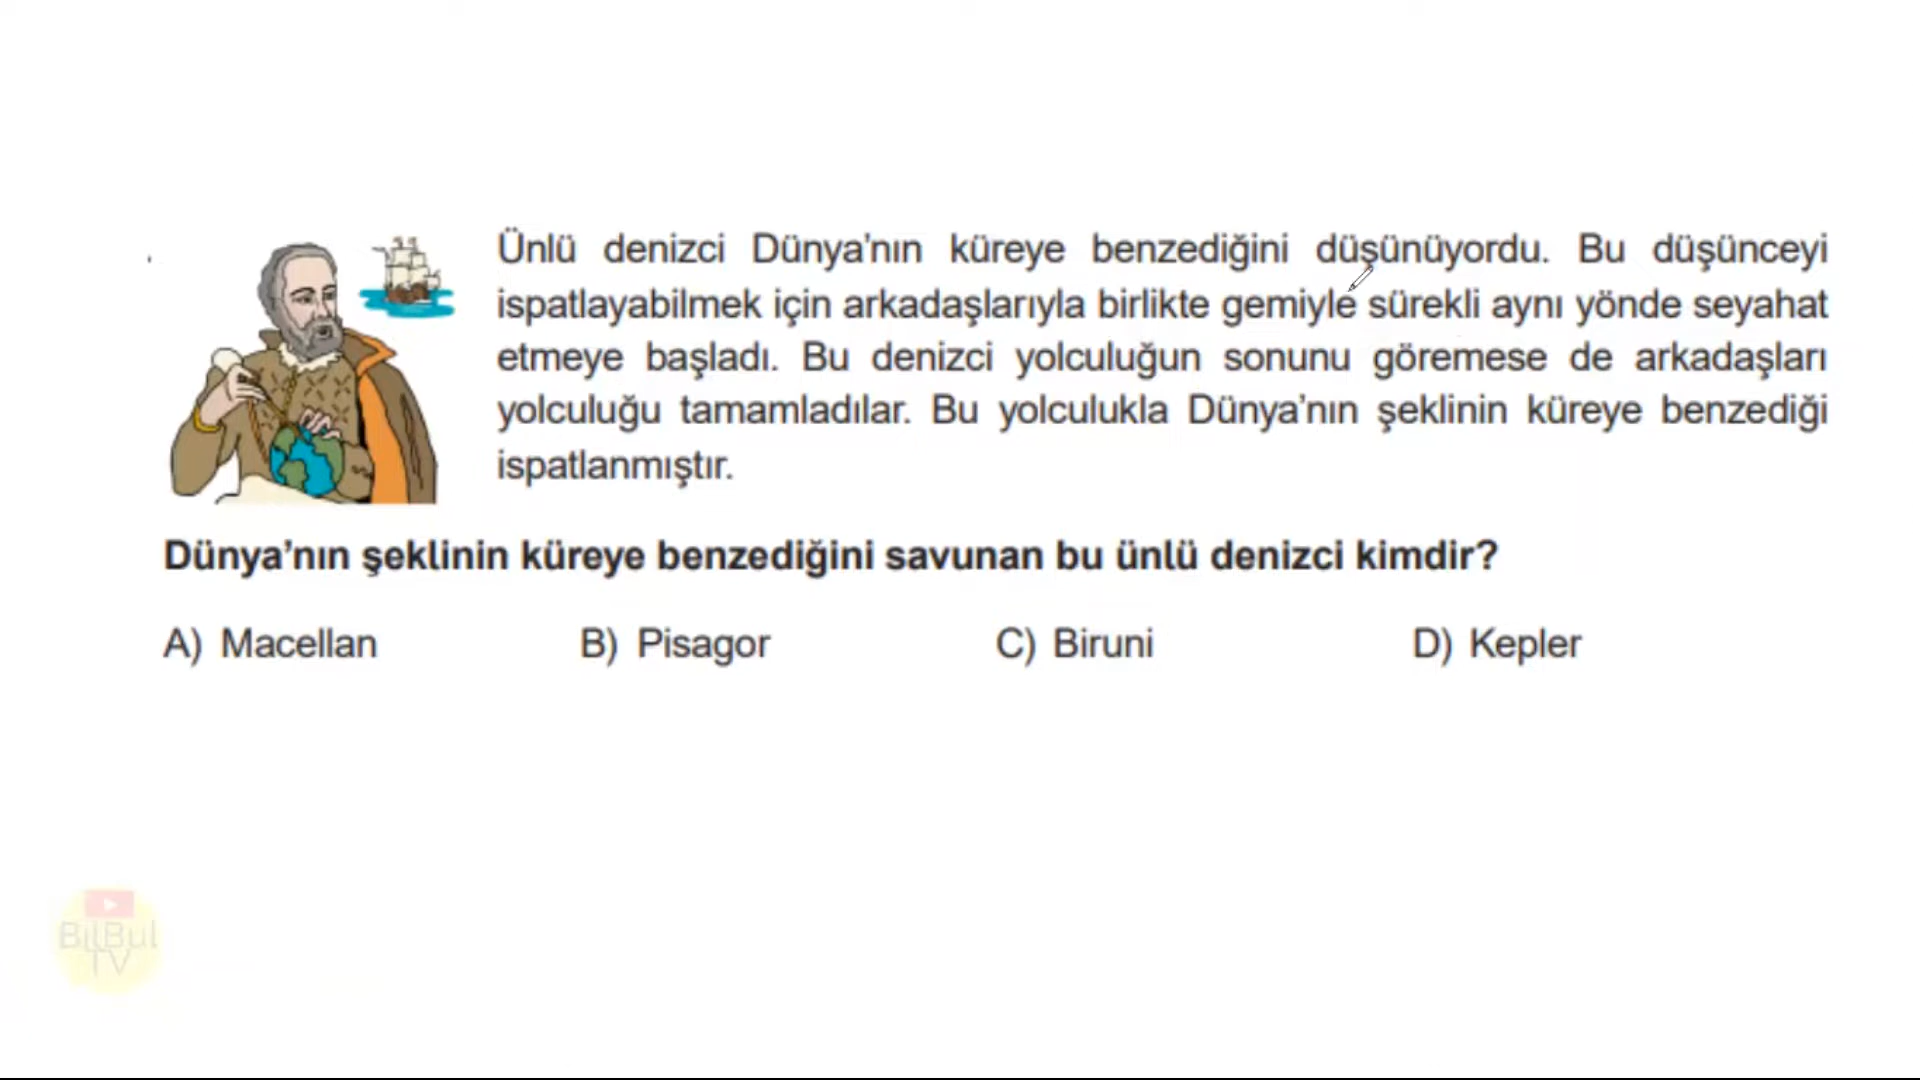 Ünlü denizci Dünya'nın küreye benzediğini düşünüyordu. Bu düşünceyi
ispatlayabilmek için arkadaşlarıyla birlikte gemiyle sürekli aynı yönde seyahat
etmeye başladı. Bu denizci yolculuğun sonunu göremese de arkadaşları
yolculuğu tamamladılar. Bu yolculukla Dünya'nın şeklinin küreye benzediği
ispatlanmıştır.
Dünya'nın şeklinin küreye benzediğini savunan bu ünlü denizci kimdir?
A) Macellan B) Pisagor C) Biruni D) Kepler
BilBul
TV